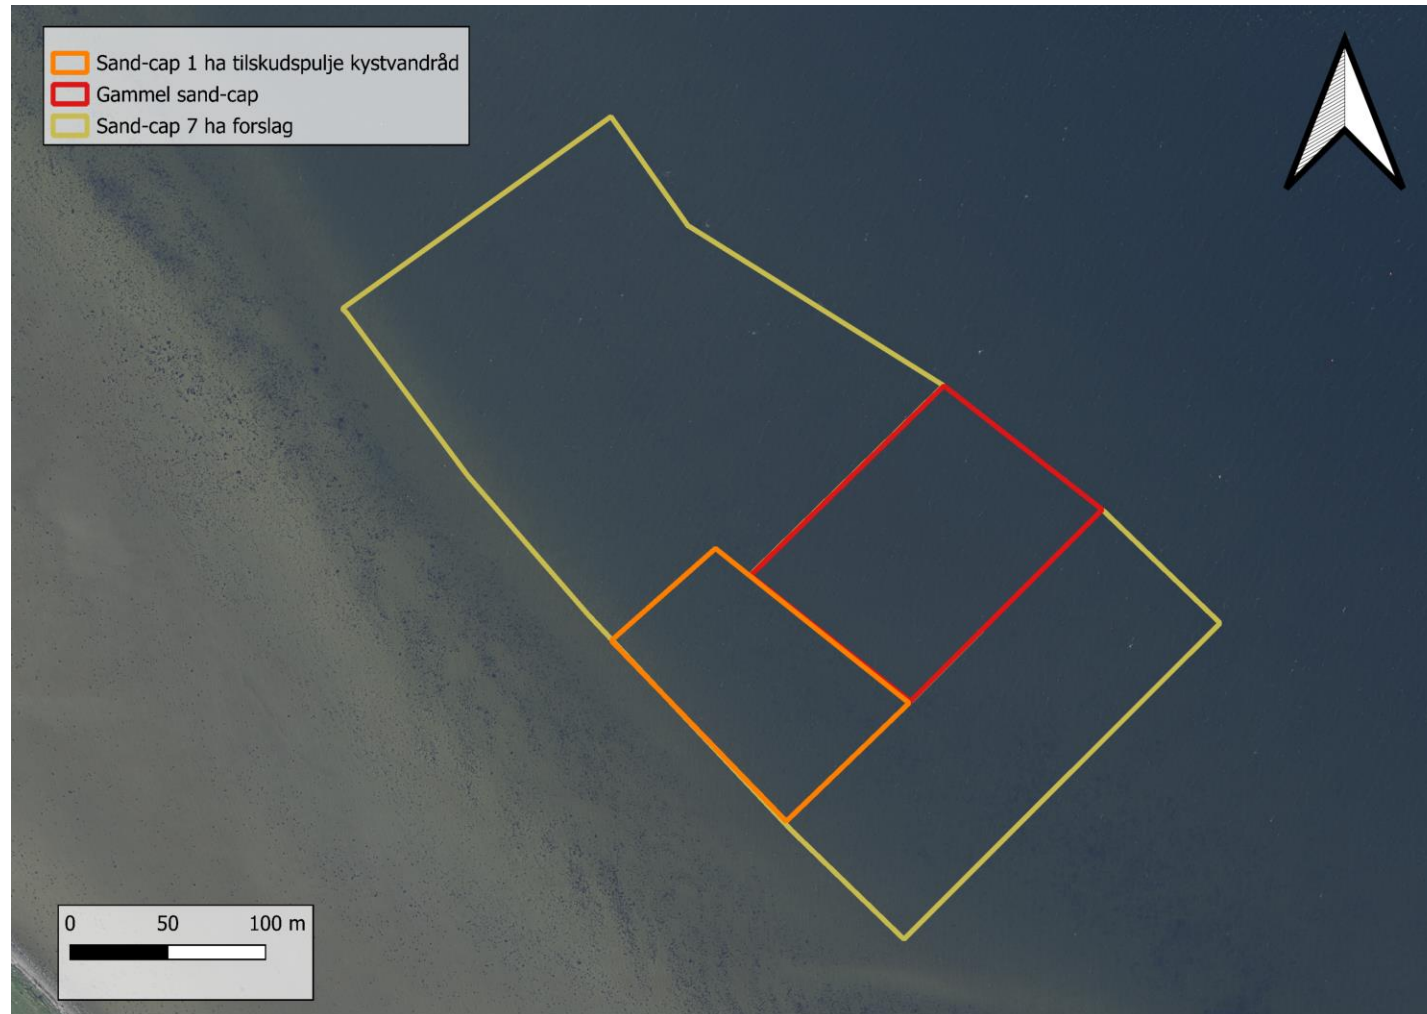 Sand-cap 1 ha tilskudspulje kystvandråd
Gammel sand-cap
Sand-cap 7 ha forslag
0 50 100 m